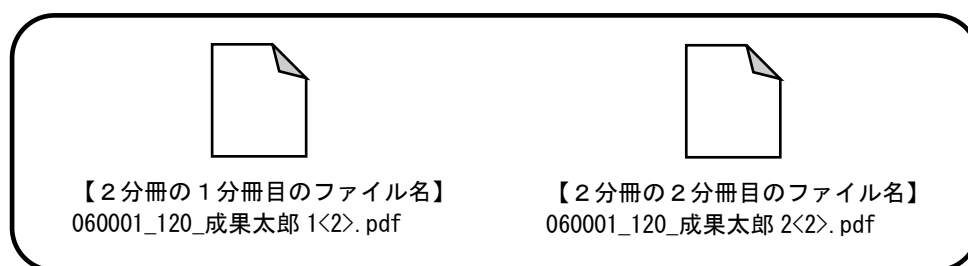 【２分冊の１分冊目のファイル名】
060001_120_成果太郎 1<2>.pdf
【２分冊の２分冊目のファイル名】
060001_120_成果太郎 2<2>.pdf